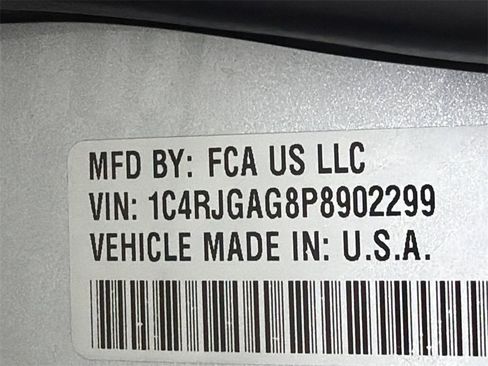 MFD BY: FCA US LLC
VIN: 1C4RJGAG8P8902299
VEHICLE MADE IN: U.S.A.